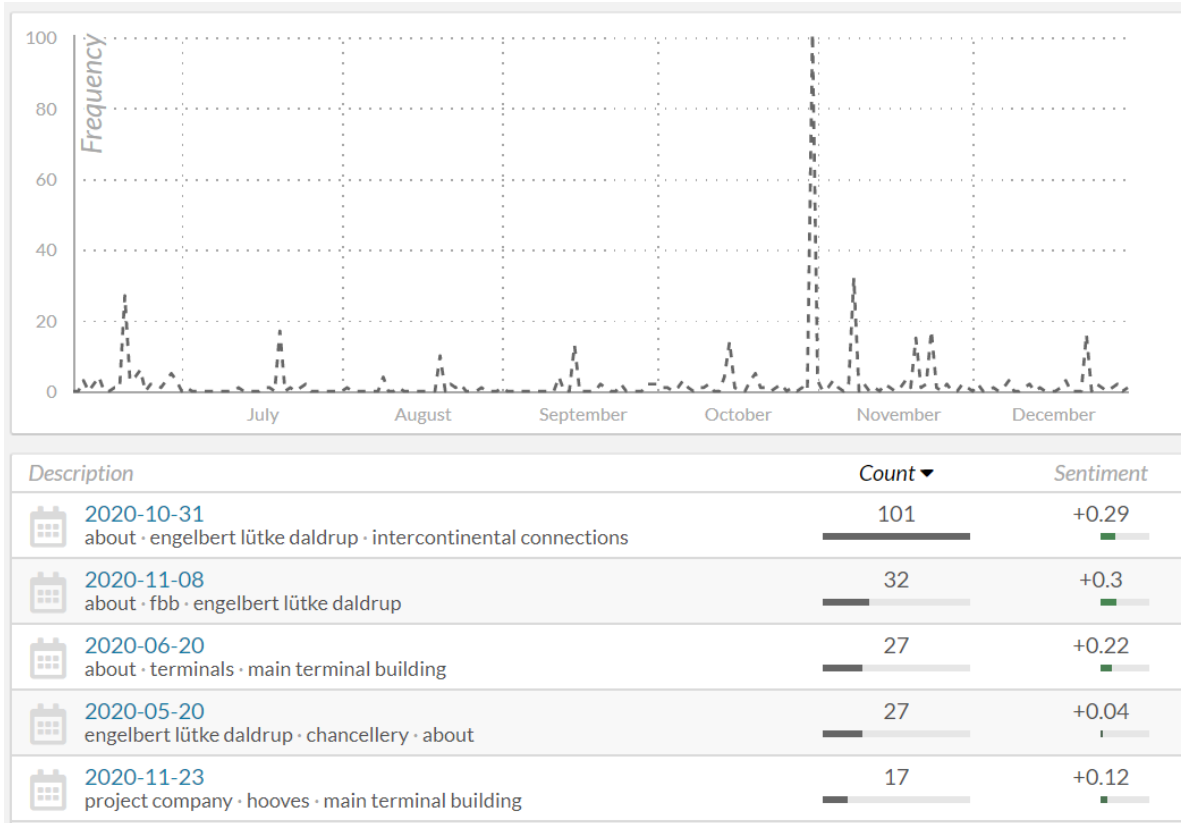 Frequency
100
80
60
40
20
0
July August September October November December
Description Count Sentiment
2020-10-31 101 +0.29
about · engelbert lütke daldrup · intercontinental connections
2020-11-08 32 +0.3
about · fbb · engelbert lütke daldrup
2020-06-20 27 +0.22
about · terminals · main terminal building
2020-05-20 27 +0.04
engelbert lütke daldrup · chancellery · about
2020-11-23 17 +0.12
project company · hooves · main terminal building